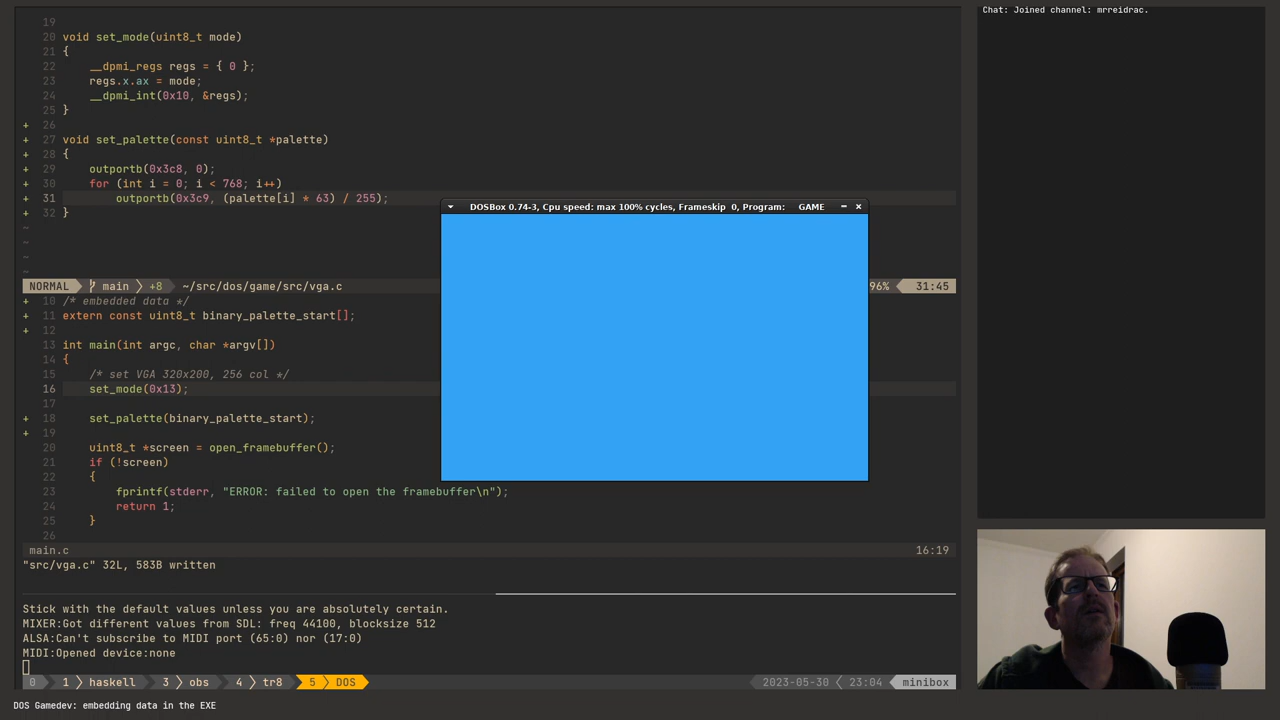 Chat: Joined channel: mrreidrac.
19
20 void set_mode(uint8_t mode)
21 {
22 __dpmi_regs regs = { 0 };
23 regs.x.ax = mode;
24 __dpmi_int(0x10, &regs);
25 }
+ 26
+ 27 void set_palette(const uint8_t *palette)
+ 28 {
+ 29 outportb(0x3c8, 0);
+ 30 for (int i = 0; i < 768; i++)
+ 31 outportb(0x3c9, (palette[i] * 63) / 255);
+ 32 }
~
~
~
~
DOSBox 0.74-3, Cpu speed: max 100% cycles, Frameskip 0, Program: GAME
NORMAL main +8 ~/src/dos/game/src/vga.c 96% 31:45
+ 10 /* embedded data */
+ 11 extern const uint8_t binary_palette_start[];
+ 12
13 int main(int argc, char *argv[])
14 {
15 /* set VGA 320x200, 256 col */
16 set_mode(0x13);
17
+ 18 set_palette(binary_palette_start);
+ 19
20 uint8_t *screen = open_framebuffer();
21 if (!screen)
22 {
23 fprintf(stderr, "ERROR: failed to open the framebuffer\n");
24 return 1;
25 }
26
main.c 16:19
"src/vga.c" 32L, 583B written
Stick with the default values unless you are absolutely certain.
MIXER:Got different values from SDL: freq 44100, blocksize 512
ALSA:Can't subscribe to MIDI port (65:0) nor (17:0)
MIDI:Opened device:none
0 1 haskell 3 obs 4 tr8 5 DOS 2023-05-30 23:04 minibox
DOS Gamedev: embedding data in the EXE